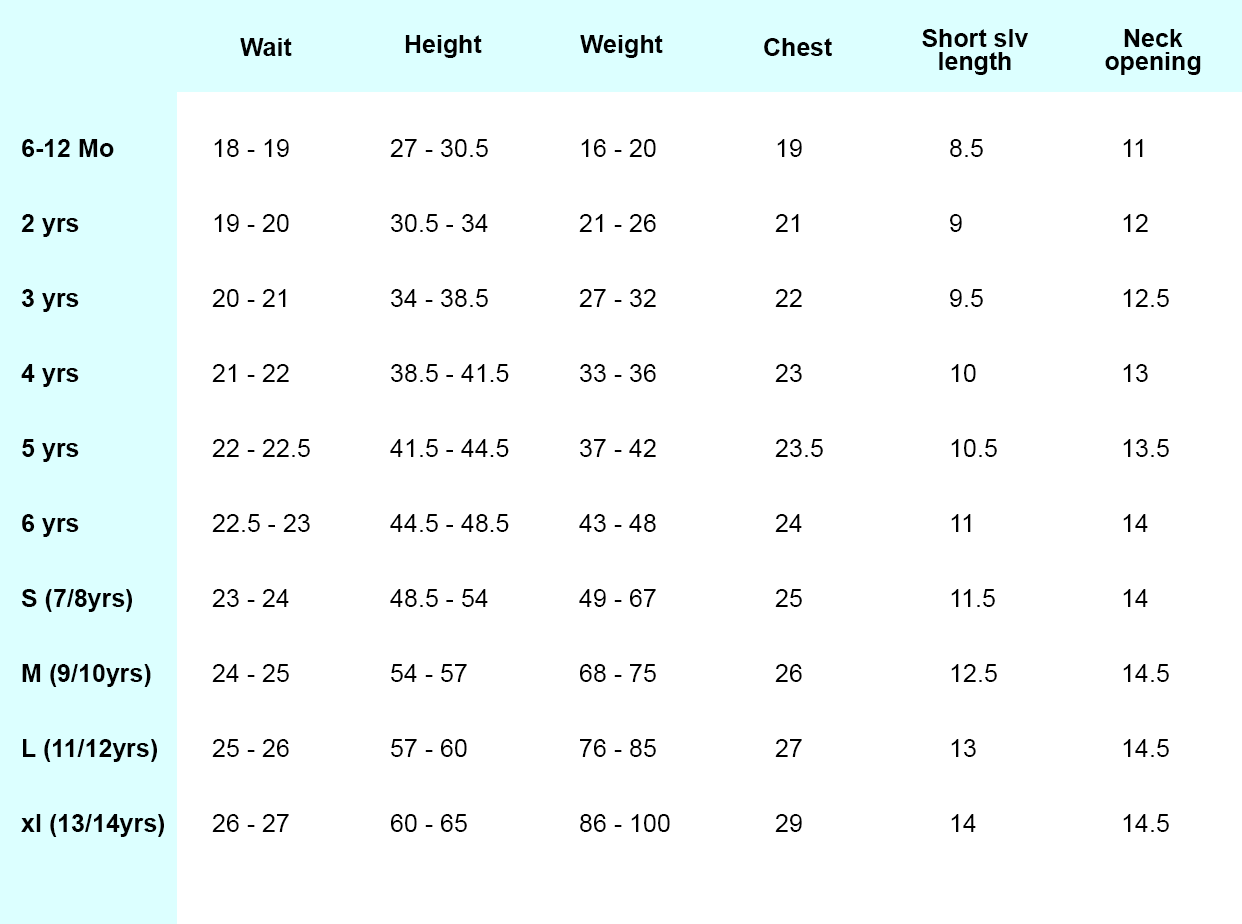 Wait Height Weight Chest Short slv length Neck opening
6-12 Mo 18 - 19 27 - 30.5 16 - 20 19 8.5 11
2 yrs 19 - 20 30.5 - 34 21 - 26 21 9 12
3 yrs 20 - 21 34 - 38.5 27 - 32 22 9.5 12.5
4 yrs 21 - 22 38.5 - 41.5 33 - 36 23 10 13
5 yrs 22 - 22.5 41.5 - 44.5 37 - 42 23.5 10.5 13.5
6 yrs 22.5 - 23 44.5 - 48.5 43 - 48 24 11 14
S (7/8yrs) 23 - 24 48.5 - 54 49 - 67 25 11.5 14
M (9/10yrs) 24 - 25 54 - 57 68 - 75 26 12.5 14.5
L (11/12yrs) 25 - 26 57 - 60 76 - 85 27 13 14.5
xl (13/14yrs) 26 - 27 60 - 65 86 - 100 29 14 14.5